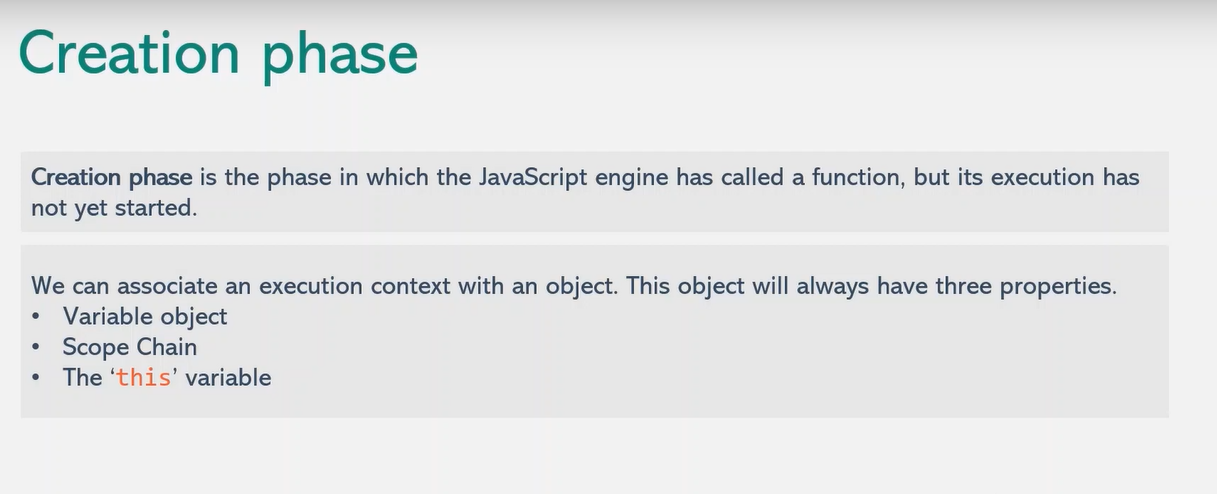 Creation phase
Creation phase is the phase in which the JavaScript engine has called a function, but its execution has
not yet started.
We can associate an execution context with an object. This object will always have three properties.
• Variable object
• Scope Chain
• The ‘this’ variable